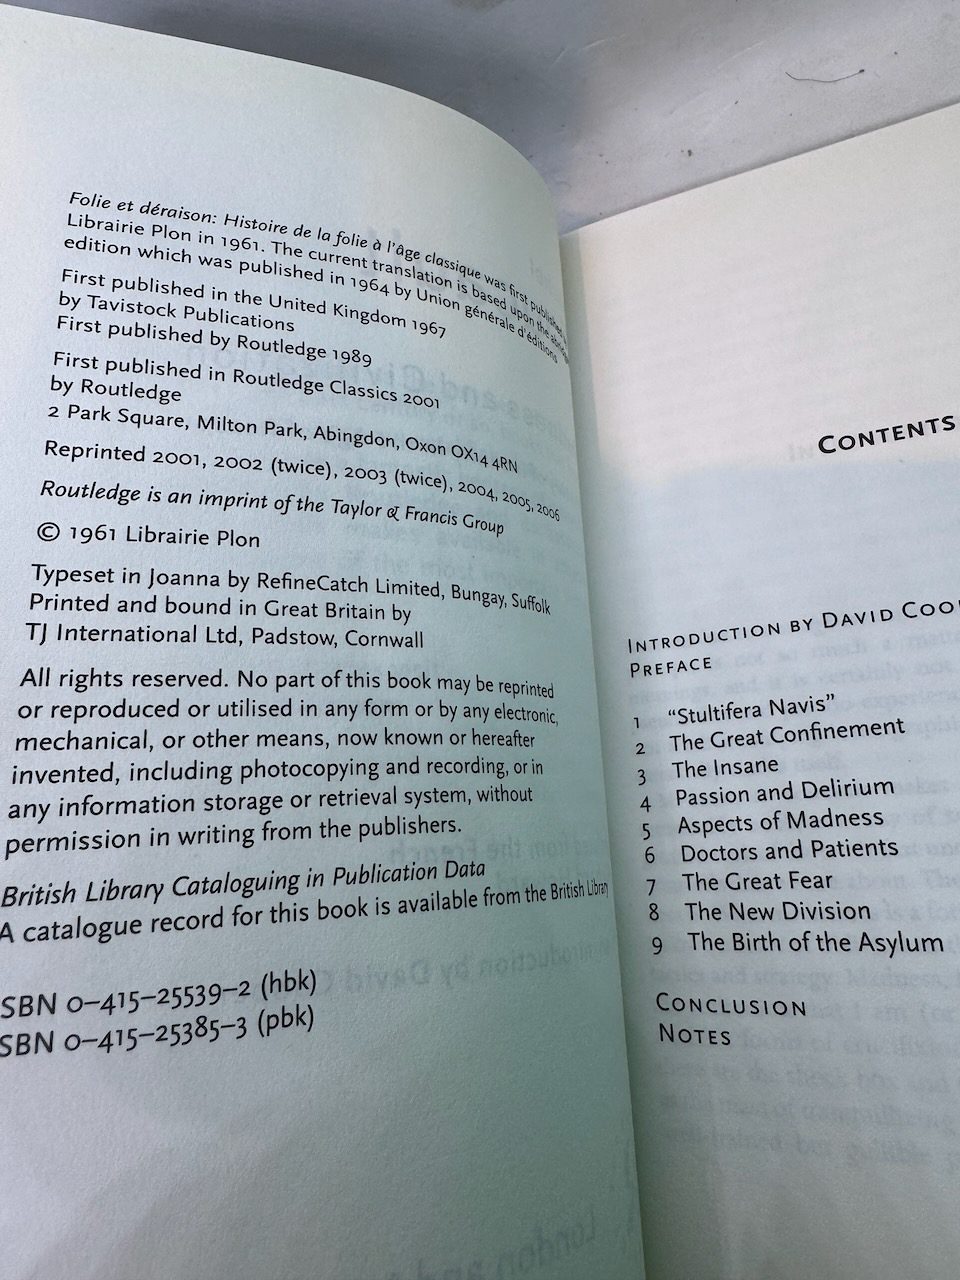 Folie et déraison: Histoire de la folie à l'âge classique was first published
Librairie Plon in 1961. The current translation is based upon the
edition which was published in 1964 by Union générale d'éditions
First published in the United Kingdom 1967
by Tavistock Publications
First published by Routledge 1989
First published in Routledge Classics 2001
by Routledge
2 Park Square, Milton Park, Abingdon, Oxon OX14 4RN
Reprinted 2001, 2002 (twice), 2003 (twice), 2004, 2005, 2006
Routledge is an imprint of the Taylor & Francis Group
© 1961 Librairie Plon
Typeset in Joanna by RefineCatch Limited, Bungay, Suffolk
Printed and bound in Great Britain by
TJ International Ltd, Padstow, Cornwall
All rights reserved. No part of this book may be reprinted
or reproduced or utilised in any form or by any electronic,
mechanical, or other means, now known or hereafter
invented, including photocopying and recording, or in
any information storage or retrieval system, without
permission in writing from the publishers.
British Library Cataloguing in Publication Data
A catalogue record for this book is available from the British Library
ISBN 0–415–25539–2 (hbk)
ISBN 0–415–25385–3 (pbk)
CONTENTS
INTRODUCTION BY DAVID COO
PREFACE
1 “Stultifera Navis”
2 The Great Confinement
3 The Insane
4 Passion and Delirium
5 Aspects of Madness
6 Doctors and Patients
7 The Great Fear
8 The New Division
9 The Birth of the Asylum
CONCLUSION
NOTES